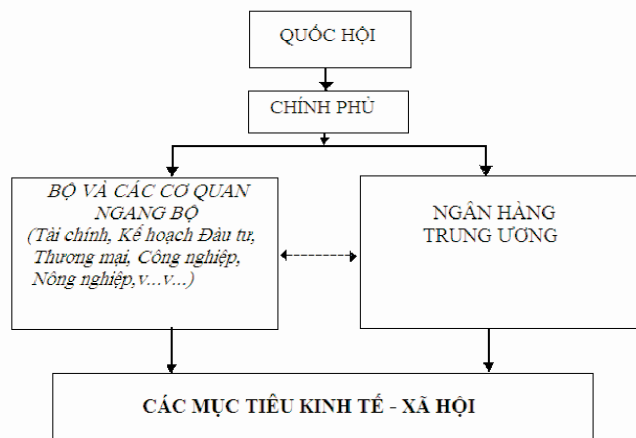 QUỐC HỘI
CHÍNH PHỦ
BỘ VÀ CÁC CƠ QUAN
NGANG BỘ
(Tài chính, Kế hoạch Đầu tư,
Thương mại, Công nghiệp,
Nông nghiệp,v...v...)
NGÂN HÀNG
TRUNG ƯƠNG
CÁC MỤC TIÊU KINH TẾ - XÃ HỘI